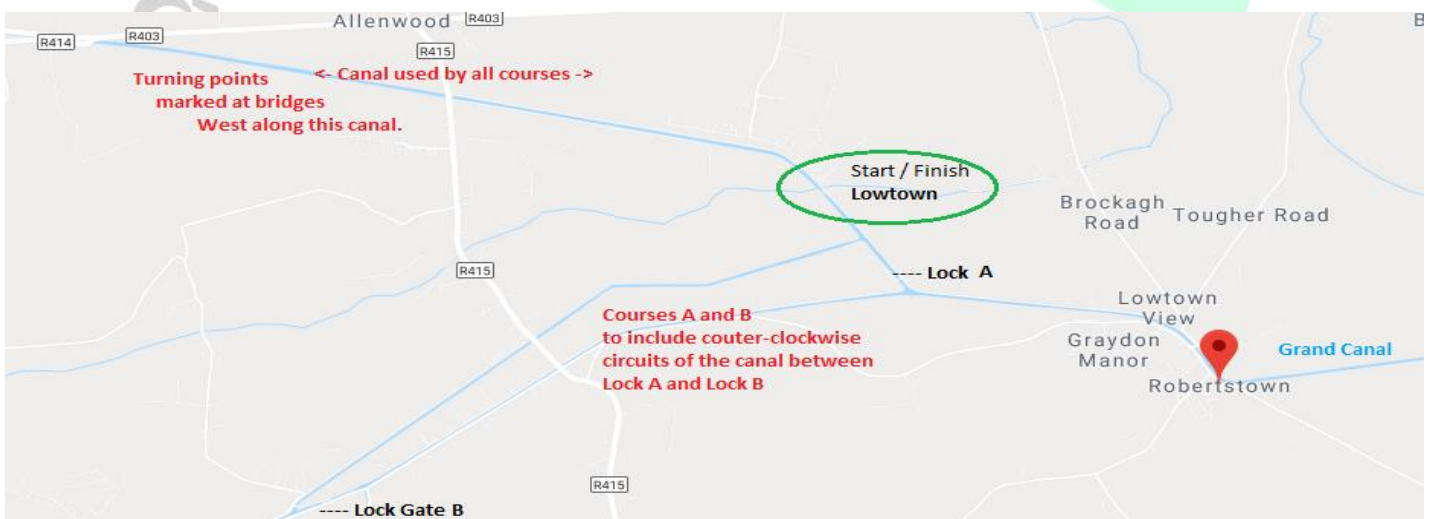 Allenwood
R403
R414
R403
R415
<- Canal used by all courses ->
Turning points
marked at bridges
West along this canal.
Start / Finish
Lowtown
Brockagh
Road
Tougher Road
R415
---- Lock A
Lowtown
View
Courses A and B
to include couter-clockwise
circuits of the canal between
Lock A and Lock B
Graydon
Manor
Grand Canal
Robertstown
R415
---- Lock Gate B